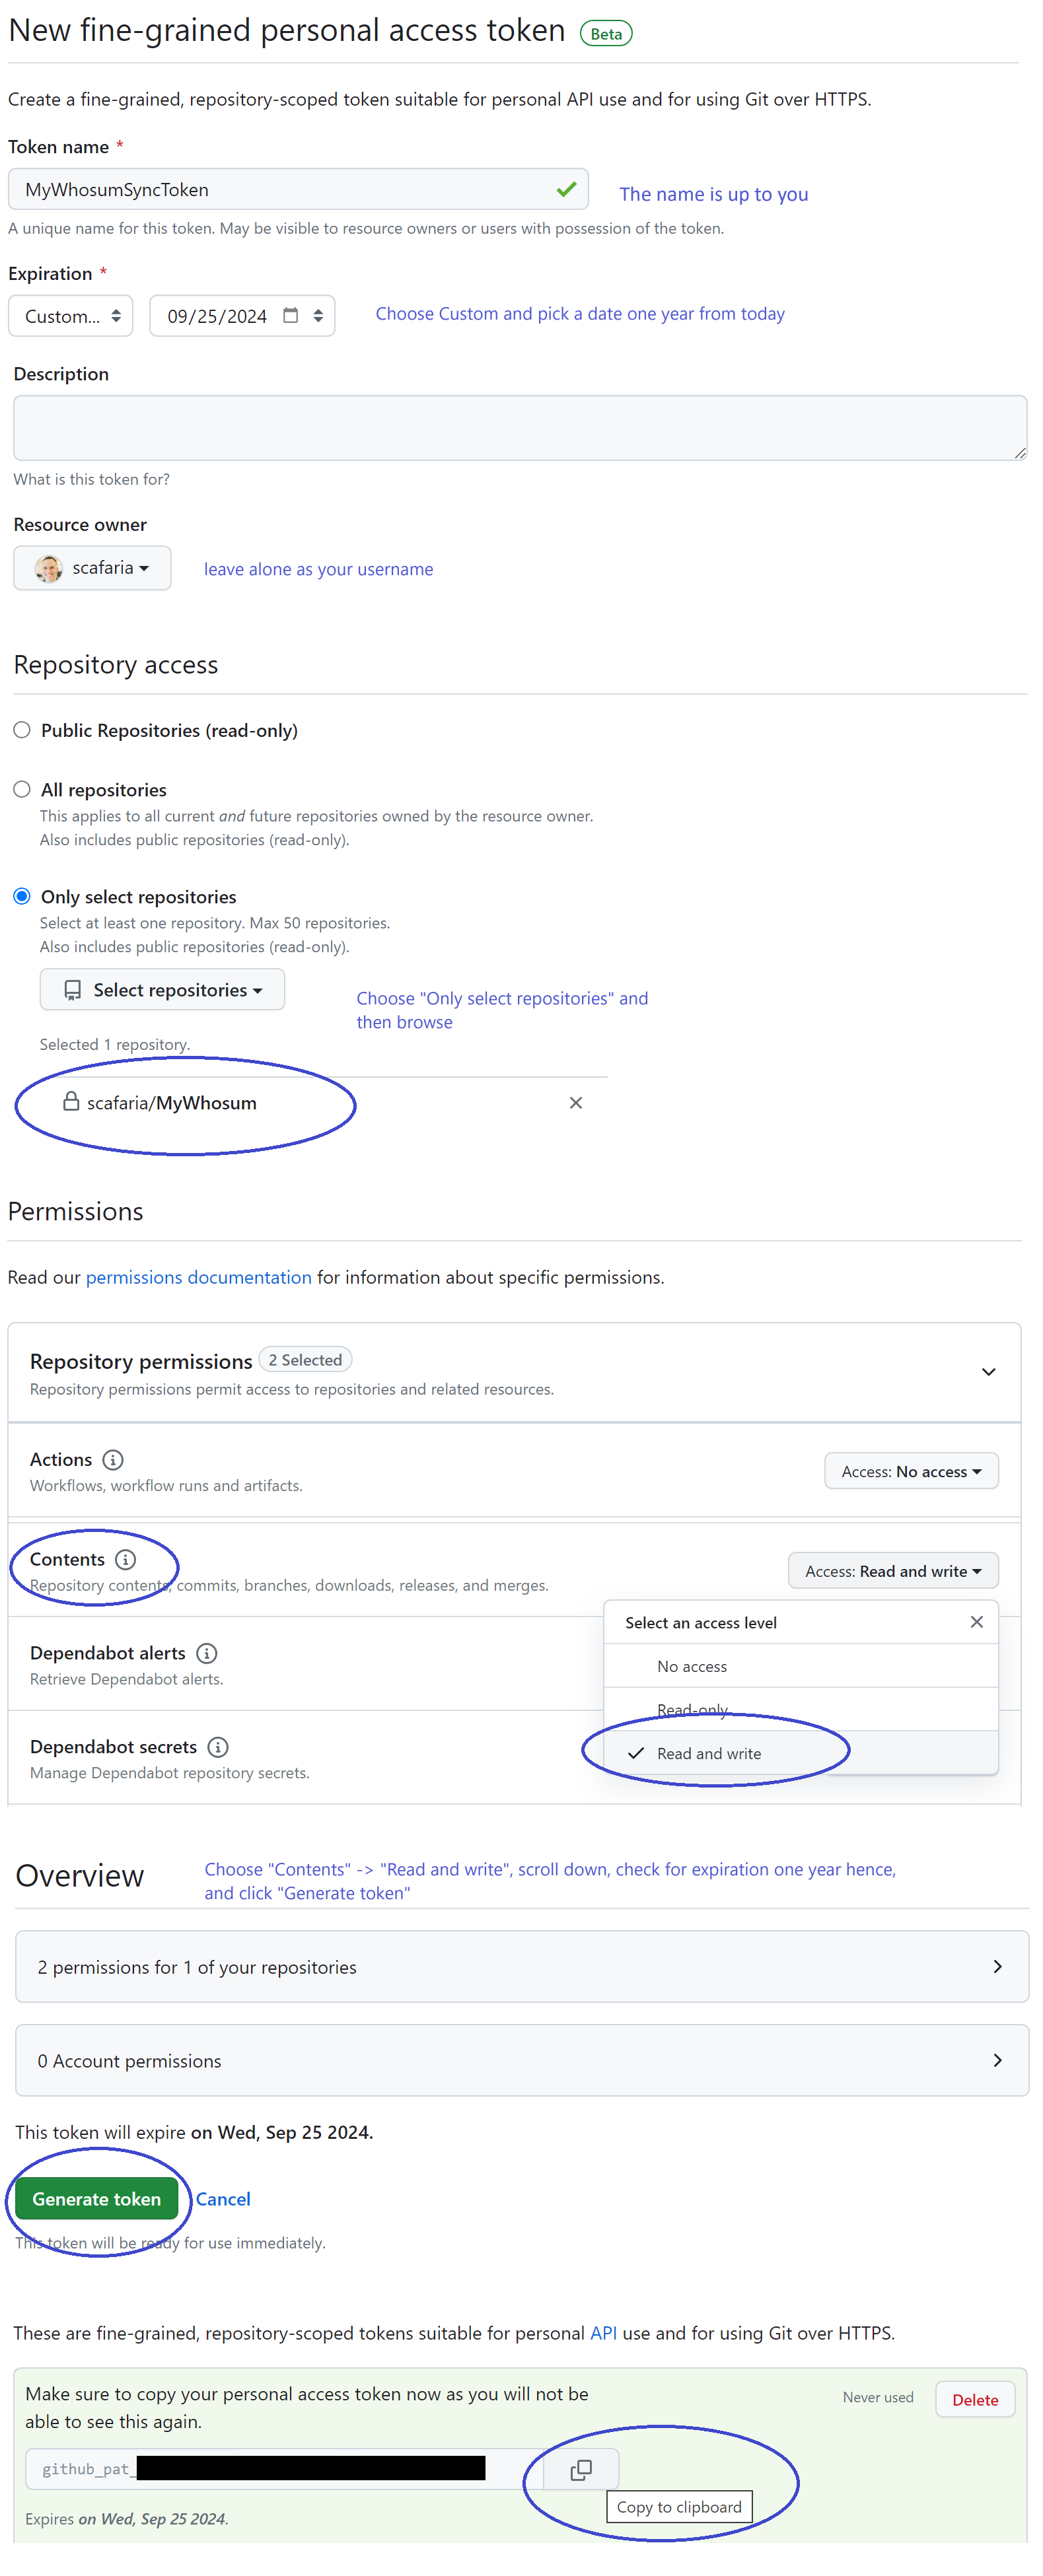 New fine-grained personal access token Beta
Create a fine-grained, repository-scoped token suitable for personal API use and for using Git over HTTPS.
Token name *
MyWhosumSyncToken
The name is up to you
A unique name for this token. May be visible to resource owners or users with possession of the token.
Expiration *
Custom... 09/25/2024
Choose Custom and pick a date one year from today
Description
What is this token for?
Resource owner
scafaria
leave alone as your username
Repository access
Public Repositories (read-only)
All repositories
This applies to all current and future repositories owned by the resource owner.
Also includes public repositories (read-only).
Only select repositories
Select at least one repository. Max 50 repositories.
Also includes public repositories (read-only).
Select repositories
Choose "Only select repositories" and
then browse
Selected 1 repository.
scafaria/MyWhosum
Permissions
Read our permissions documentation for information about specific permissions.
Repository permissions 2 Selected
Repository permissions permit access to repositories and related resources.
Actions
Workflows, workflow runs and artifacts.
Access: No access
Contents
Repository contents, commits, branches, downloads, releases, and merges.
Access: Read and write
Select an access level
No access
Read-only
Read and write
Dependabot alerts
Retrieve Dependabot alerts.
Dependabot secrets
Manage Dependabot repository secrets.
Overview
Choose "Contents" -> "Read and write", scroll down, check for expiration one year hence,
and click "Generate token"
2 permissions for 1 of your repositories
0 Account permissions
This token will expire on Wed, Sep 25 2024.
Generate token Cancel
This token will be ready for use immediately.
These are fine-grained, repository-scoped tokens suitable for personal API use and for using Git over HTTPS.
Make sure to copy your personal access token now as you will not be
able to see this again.
Never used
Delete
github_pat_
Copy to clipboard
Expires on Wed, Sep 25 2024.